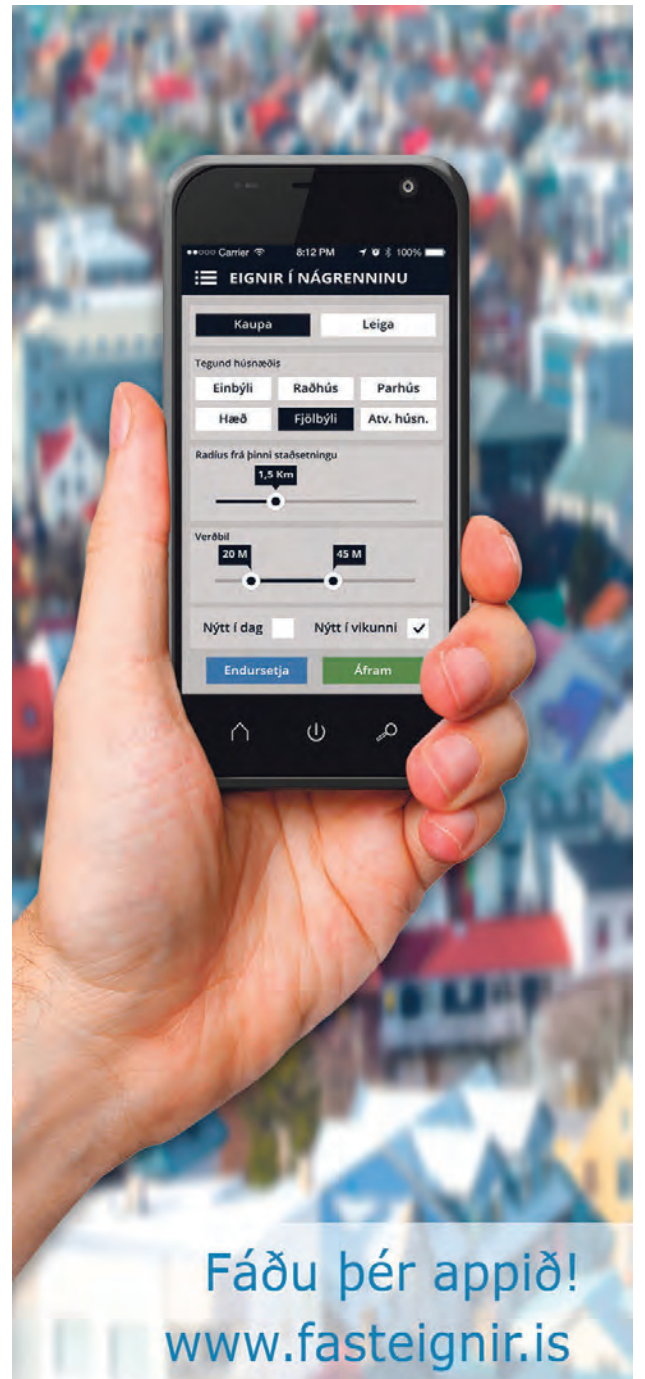 Carrier 8:12 PM 100%
EIGNIR Í NÁGRENNINU
Kaupa Leiga
Tegund húsnæðis
Einbýli Raðhús Parhús
Hæð Fjölbýli Atv. húsn.
Radíus frá þinni staðsetningu
1,5 Km
Verðbil
20 M 45 M
Nýtt í dag Nýtt í vikunni
Endursetja Áfram
Fáðu þér appið!
www.fasteignir.is